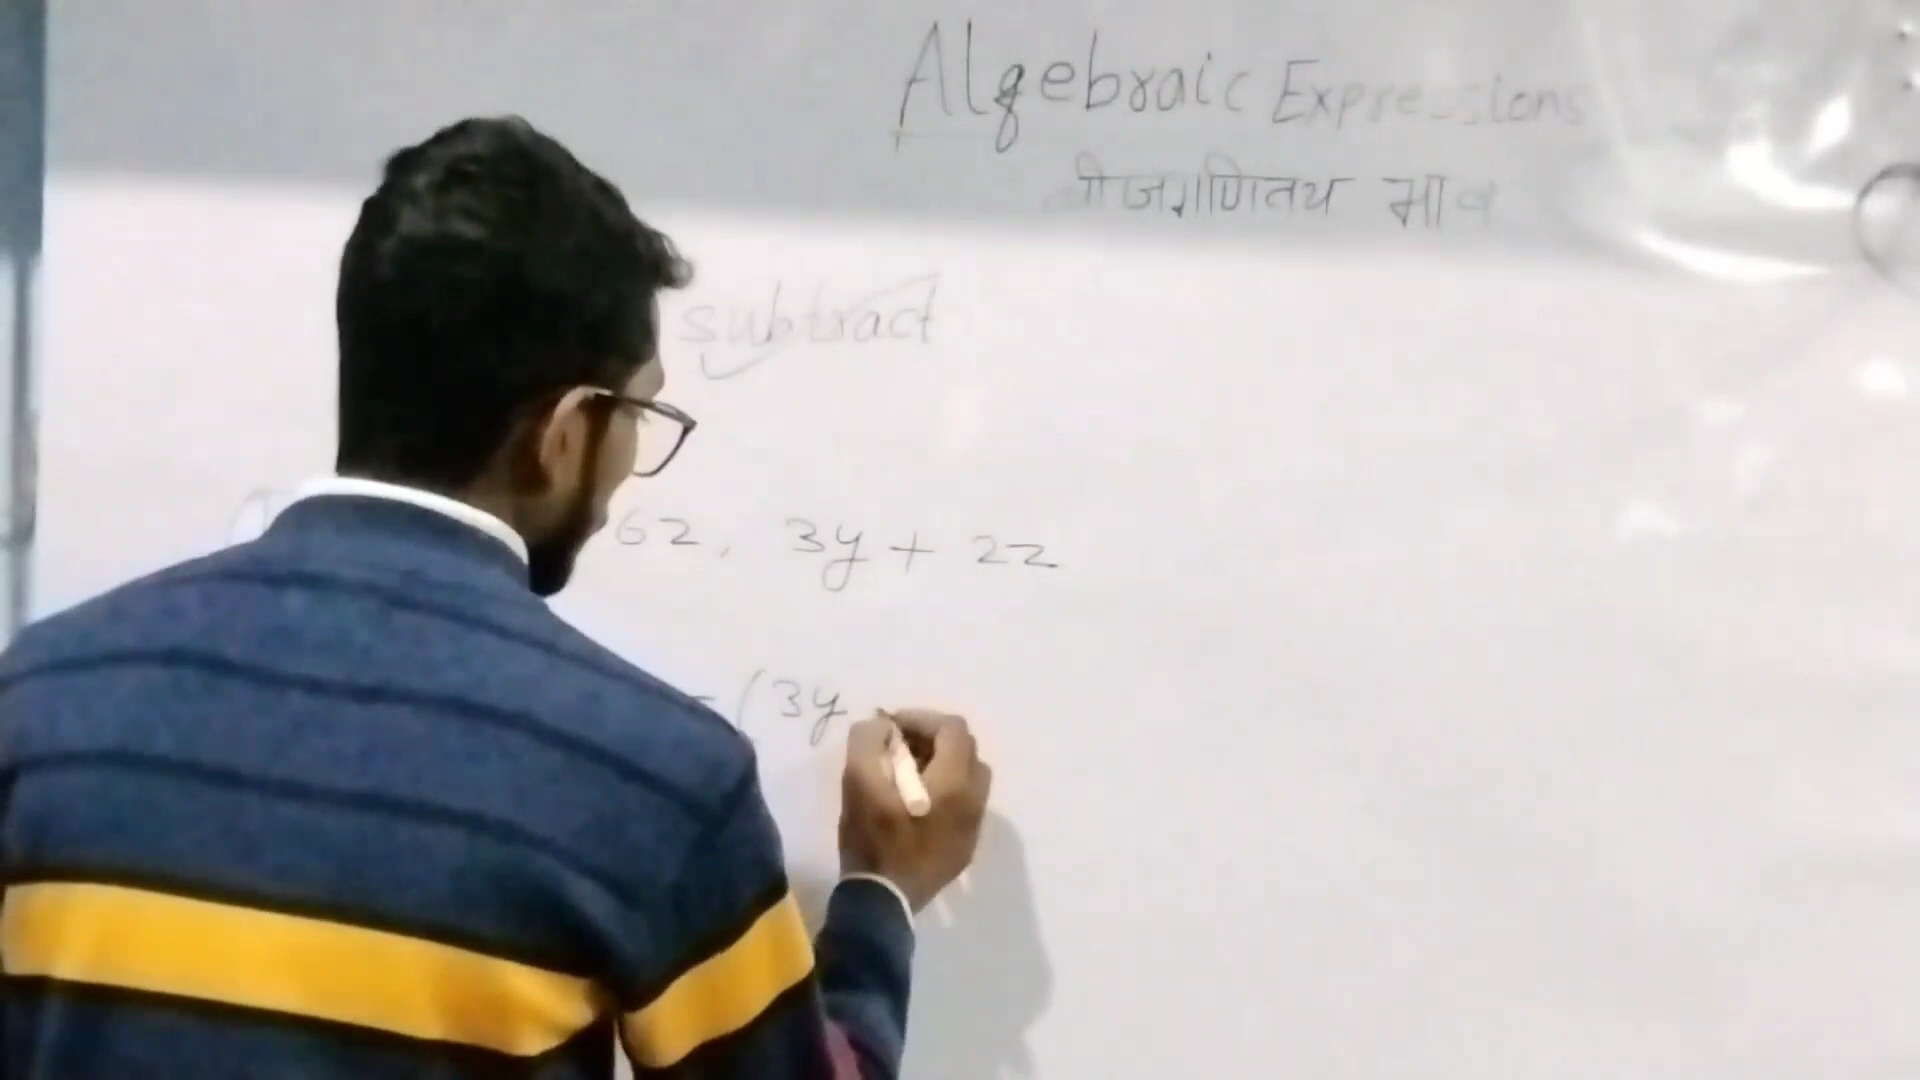 Algebraic Expressions
बीजगणितय भाव
subtract
6z, 3y + 2z
- (3y